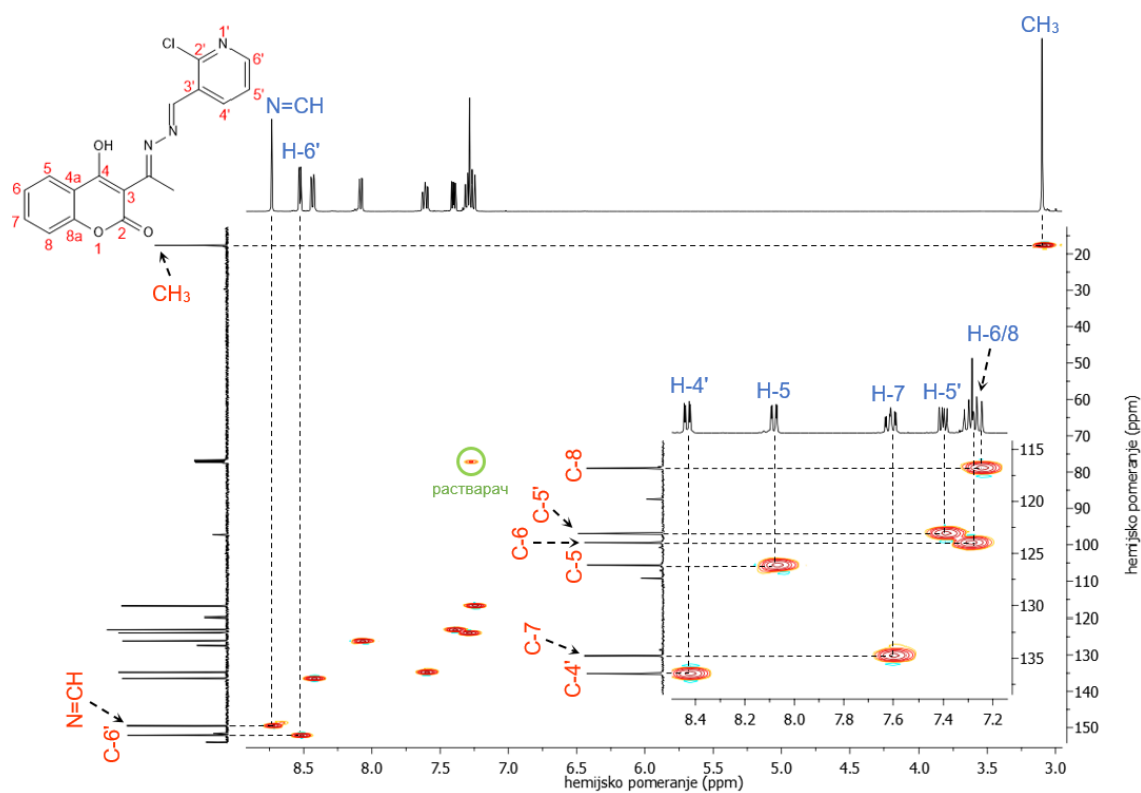 1'
N
Cl
2'
6'
3'
5'
4'
N
N
OH
5
4a
4
6
3
7
2
8a
O
O
8
1
N=CH
H-6'
CH₃
CH₃
растварач
N=CH
C-6'
H-4'
H-5
H-7
H-5'
H-6/8
C-8
C-5'
C-6
C-5
C-7
C-4'
115
120
125
130
135
8.4
8.2
8.0
7.8
7.6
7.4
7.2
20
30
40
50
60
70
80
90
100
110
120
130
140
150
hemijsko pomeranje (ppm)
8.5
8.0
7.5
7.0
6.5
6.0
5.5
5.0
4.5
4.0
3.5
3.0
hemijsko pomeranje (ppm)